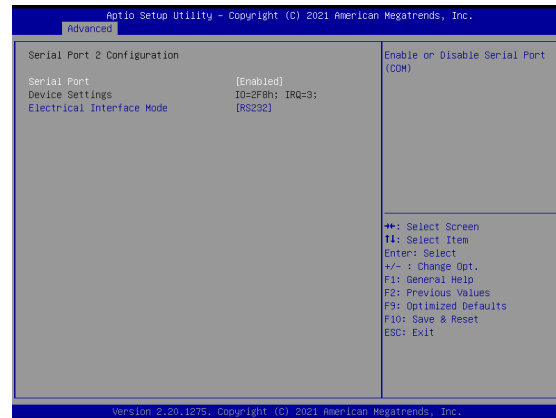 Aptio Setup Utility – Copyright (C) 2021 American Megatrends, Inc.
Advanced
Serial Port 2 Configuration
Serial Port [Enabled]
Device Settings IO=2F8h; IRQ=3;
Electrical Interface Mode [RS232]
Enable or Disable Serial Port
(COM)
→←: Select Screen
↑↓: Select Item
Enter: Select
+/- : Change Opt.
F1: General Help
F2: Previous Values
F9: Optimized Defaults
F10: Save & Reset
ESC: Exit
Version 2.20.1275. Copyright (C) 2021 American Megatrends, Inc.